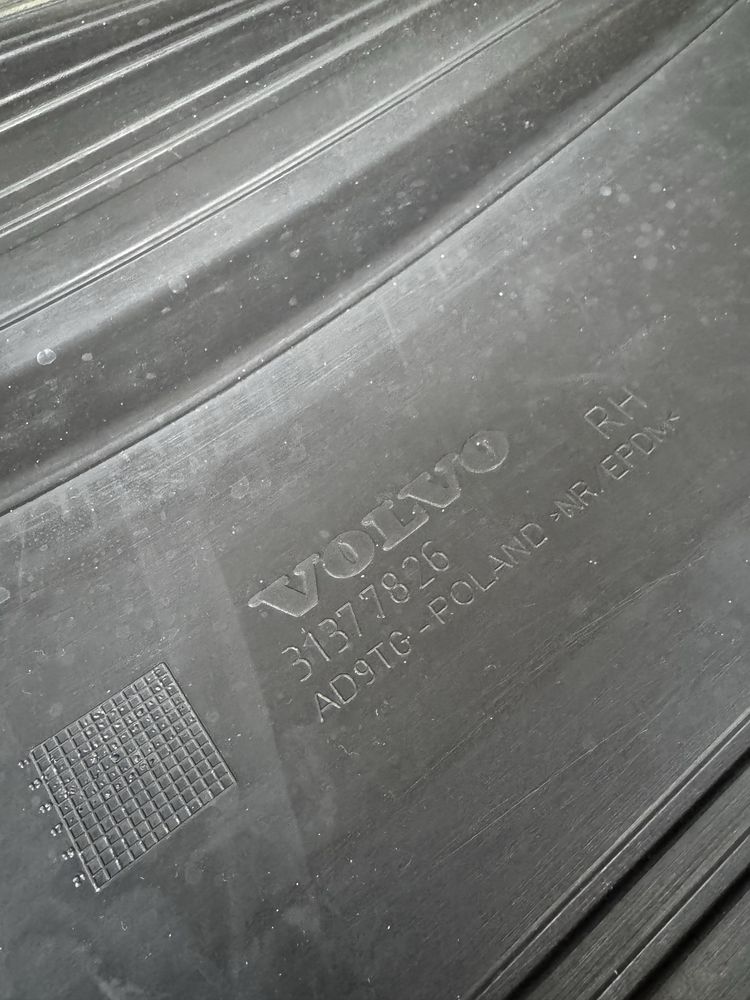 RH
VOLVO
31377826
AD9TG-POLAND >NR/EPDM<